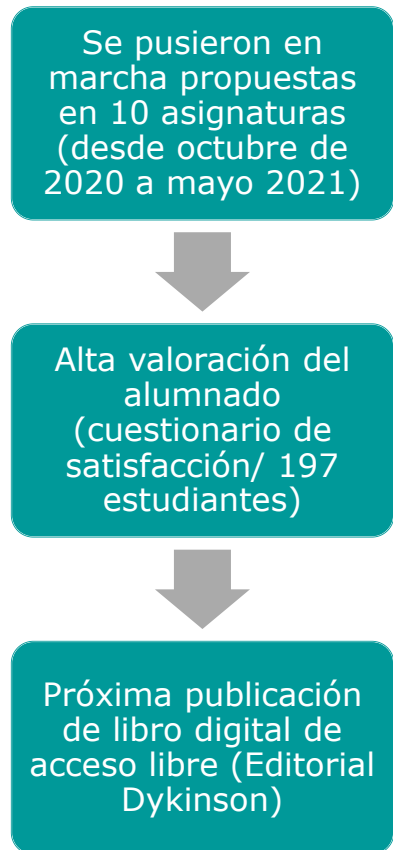 Se pusieron en
marcha propuestas
en 10 asignaturas
(desde octubre de
2020 a mayo 2021)
Alta valoración del
alumnado
(cuestionario de
satisfacción/ 197
estudiantes)
Próxima publicación
de libro digital de
acceso libre (Editorial
Dykinson)